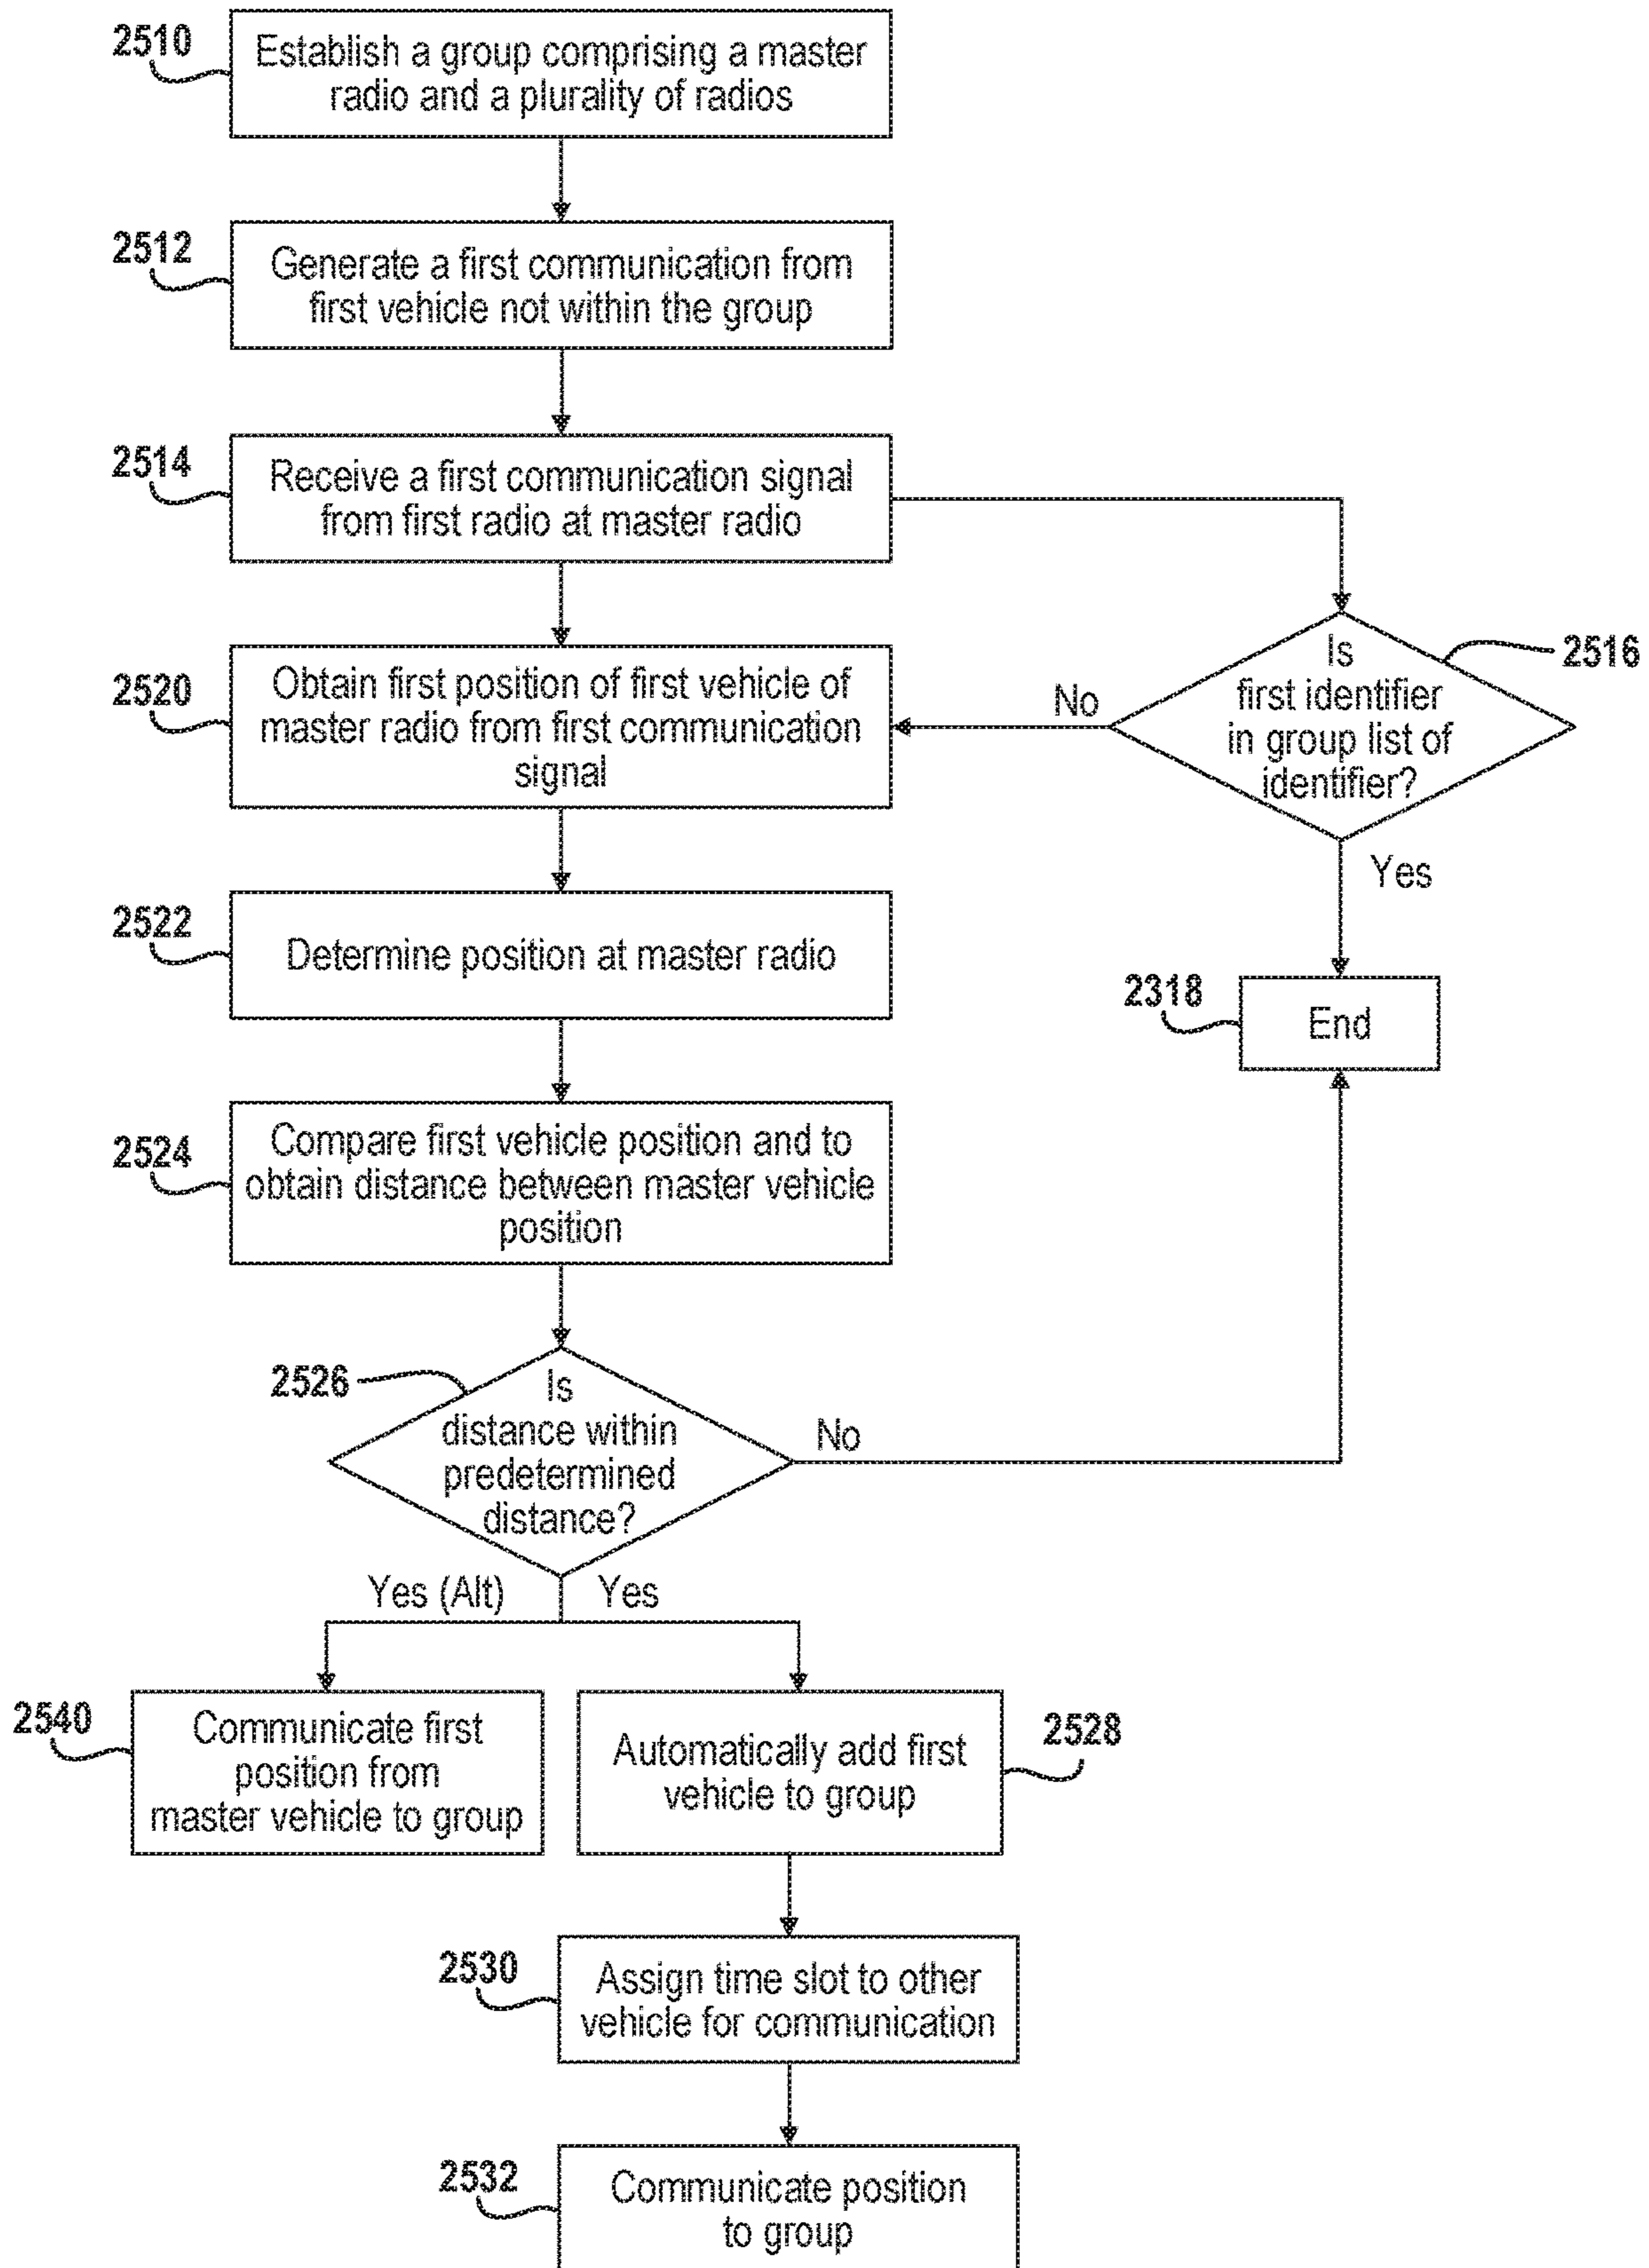 2510
Establish a group comprising a master
radio and a plurality of radios
2512
Generate a first communication from
first vehicle not within the group
2514
Receive a first communication signal
from first radio at master radio
2516
Is
first identifier
in group list of
identifier?
No
Yes
2520
Obtain first position of first vehicle of
master radio from first communication
signal
2522
Determine position at master radio
2318
End
2524
Compare first vehicle position and to
obtain distance between master vehicle
position
2526
Is
distance within
predetermined
distance?
No
Yes (Alt)
Yes
2540
Communicate first
position from
master vehicle to group
2528
Automatically add first
vehicle to group
2530
Assign time slot to other
vehicle for communication
2532
Communicate position
to group